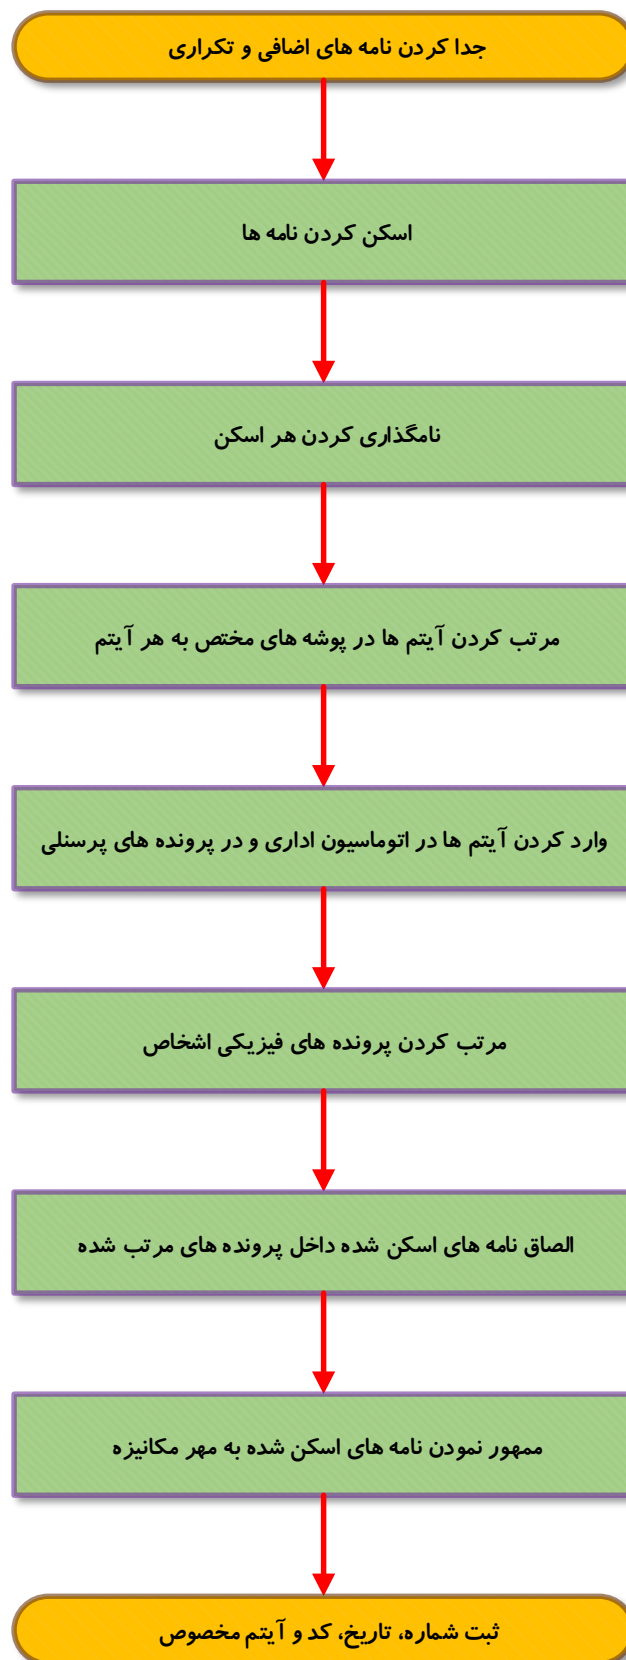 جدا کردن نامه های اضافی و تکراری
اسکن کردن نامه ها
نامگذاری کردن هر اسکن
مرتب کردن آیتم ها در پوشه های مختص به هر آیتم
وارد کردن آیتم ها در اتوماسیون اداری و در پرونده های پرسنلی
مرتب کردن پرونده های فیزیکی اشخاص
الصاق نامه های اسکن شده داخل پرونده های مرتب شده
ممهور نمودن نامه های اسکن شده به مهر مکانیزه
ثبت شماره، تاریخ، کد و آیتم مخصوص